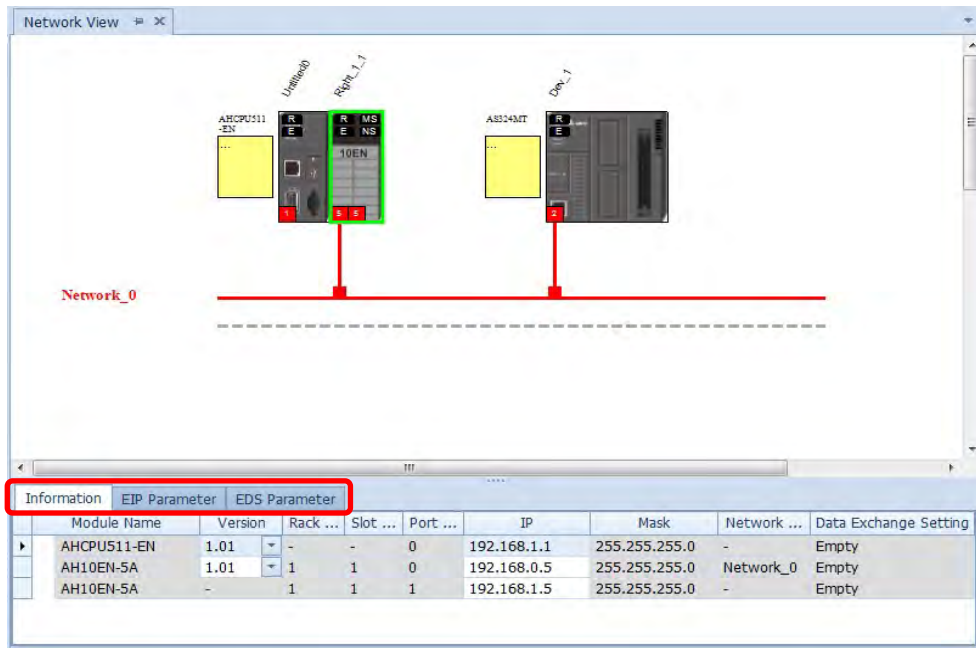 Network View
Untitled0
Right_1_1
Dev_1
AHCPU511
-EN
...
R
E
1
R MS
E NS
10EN
5 5
AS324MT
...
R
E
2
Network_0
Information EIP Parameter EDS Parameter
Module Name Version Rack ... Slot ... Port ... IP Mask Network ... Data Exchange Setting
AHCPU511-EN 1.01 - - 0 192.168.1.1 255.255.255.0 - Empty
AH10EN-5A 1.01 1 1 0 192.168.0.5 255.255.255.0 Network_0 Empty
AH10EN-5A - 1 1 1 192.168.1.5 255.255.255.0 - Empty